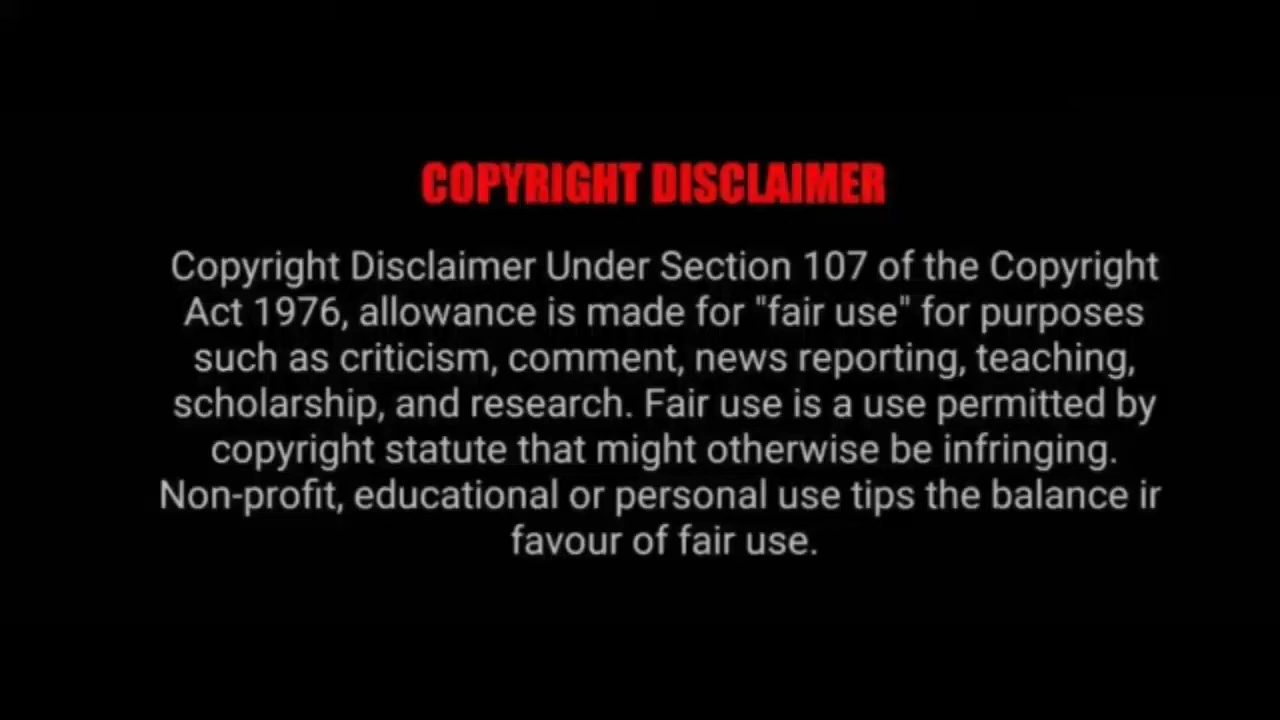 COPYRIGHT DISCLAIMER
Copyright Disclaimer Under Section 107 of the Copyright
Act 1976, allowance is made for "fair use" for purposes
such as criticism, comment, news reporting, teaching,
scholarship, and research. Fair use is a use permitted by
copyright statute that might otherwise be infringing.
Non-profit, educational or personal use tips the balance ir
favour of fair use.